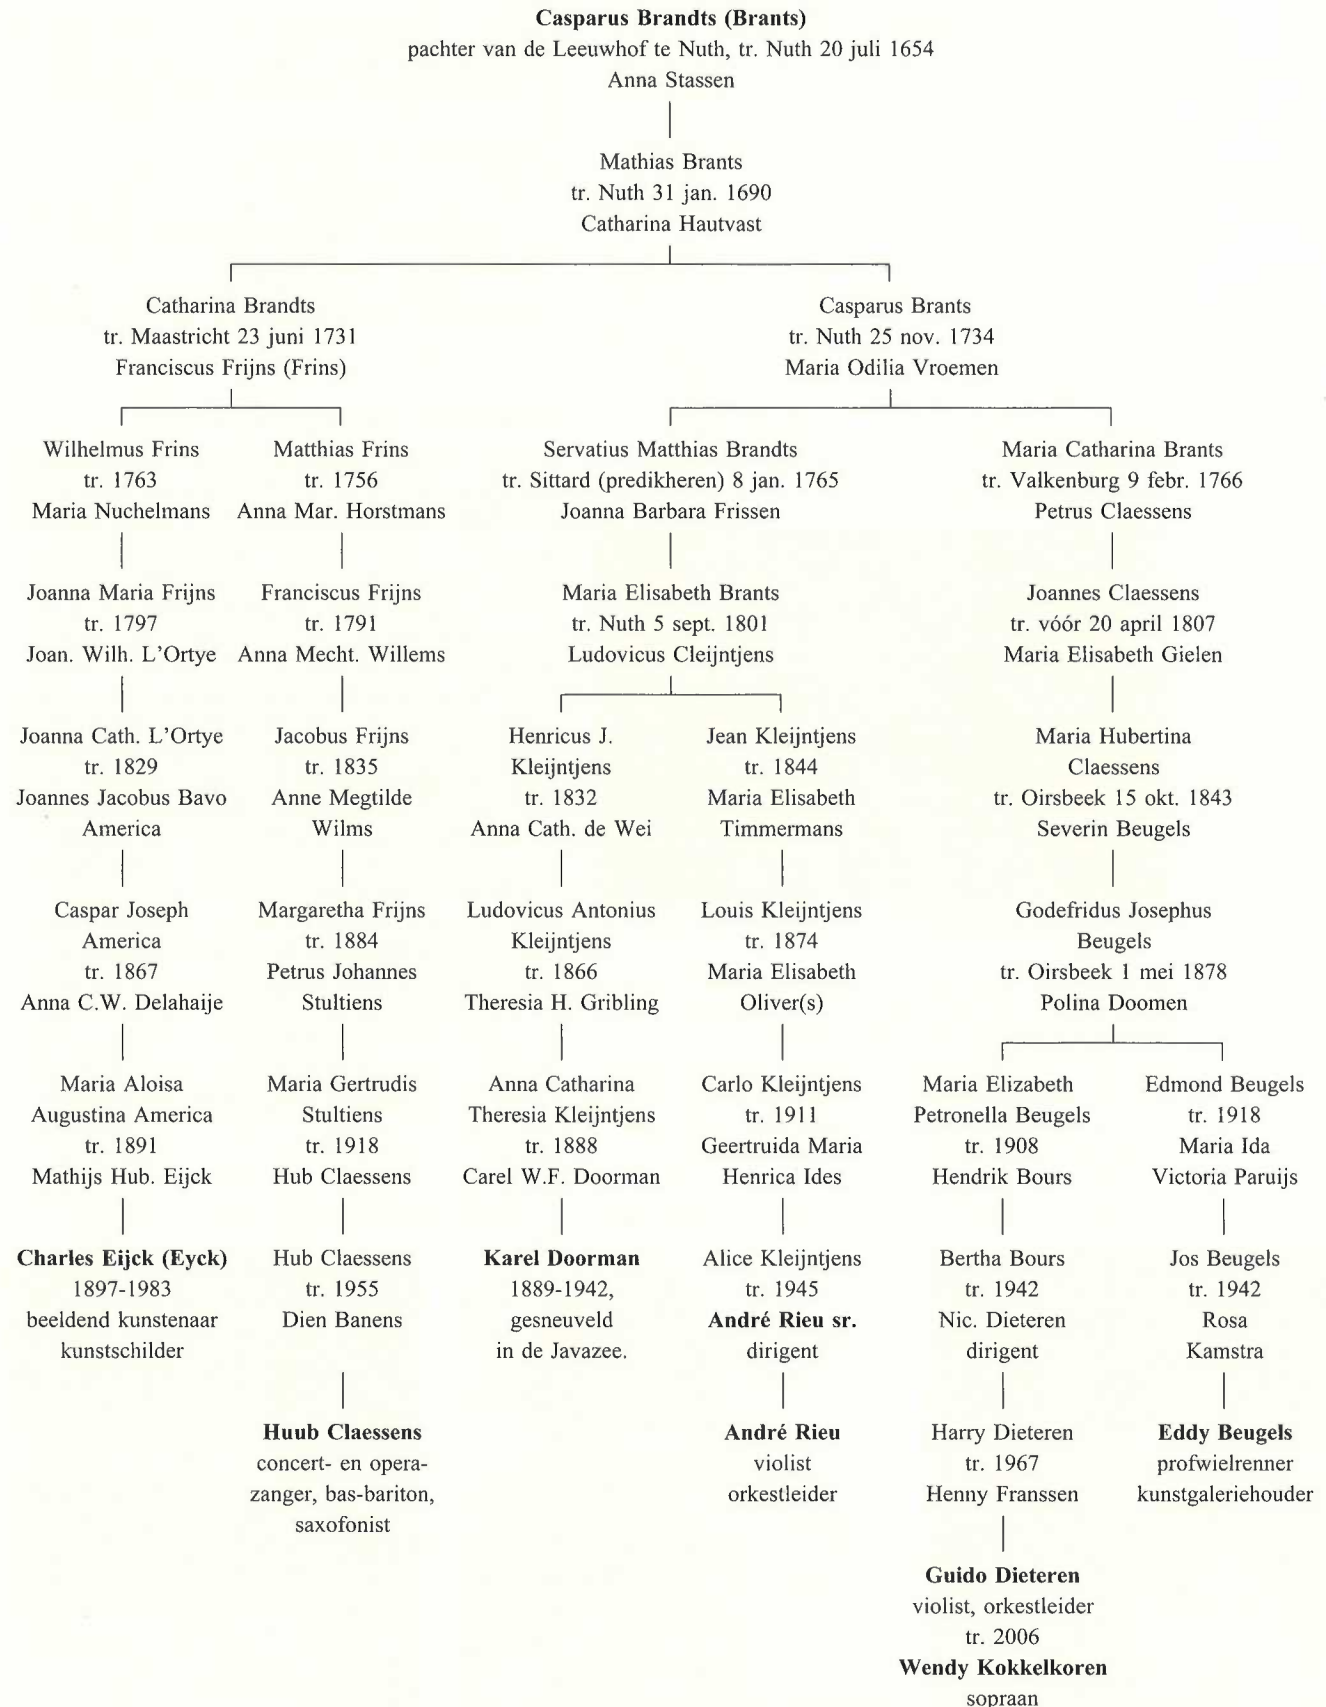 Casparus Brandts (Brants)
pachter van de Leeuwhof te Nuth, tr. Nuth 20 juli 1654
Anna Stassen
Mathias Brants
tr. Nuth 31 jan. 1690
Catharina Hautvast
Catharina Brandts
tr. Maastricht 23 juni 1731
Franciscus Frijns (Frins)
Casparus Brants
tr. Nuth 25 nov. 1734
Maria Odilia Vroemen
Wilhelmus Frins
tr. 1763
Maria Nuchelmans
Matthias Frins
tr. 1756
Anna Mar. Horstmans
Servatius Matthias Brandts
tr. Sittard (predikheren) 8 jan. 1765
Joanna Barbara Frissen
Maria Catharina Brants
tr. Valkenburg 9 febr. 1766
Petrus Claessens
Joanna Maria Frijns
tr. 1797
Joan. Wilh. L'Ortye
Franciscus Frijns
tr. 1791
Anna Mecht. Willems
Maria Elisabeth Brants
tr. Nuth 5 sept. 1801
Ludovicus Cleijntjens
Joannes Claessens
tr. vóór 20 april 1807
Maria Elisabeth Gielen
Joanna Cath. L'Ortye
tr. 1829
Joannes Jacobus Bavo
America
Jacobus Frijns
tr. 1835
Anne Megtilde
Wilms
Henricus J.
Kleijntjens
tr. 1832
Anna Cath. de Wei
Jean Kleijntjens
tr. 1844
Maria Elisabeth
Timmermans
Maria Hubertina
Claessens
tr. Oirsbeek 15 okt. 1843
Severin Beugels
Caspar Joseph
America
tr. 1867
Anna C.W. Delahaije
Margaretha Frijns
tr. 1884
Petrus Johannes
Stultiens
Ludovicus Antonius
Kleijntjens
tr. 1866
Theresia H. Gribling
Louis Kleijntjens
tr. 1874
Maria Elisabeth
Oliver(s)
Godefridus Josephus
Beugels
tr. Oirsbeek 1 mei 1878
Polina Doomen
Maria Aloisa
Augustina America
tr. 1891
Mathijs Hub. Eijck
Maria Gertrudis
Stultiens
tr. 1918
Hub Claessens
Anna Catharina
Theresia Kleijntjens
tr. 1888
Carel W.F. Doorman
Carlo Kleijntjens
tr. 1911
Geertruida Maria
Henrica Ides
Maria Elizabeth
Petronella Beugels
tr. 1908
Hendrik Bours
Edmond Beugels
tr. 1918
Maria Ida
Victoria Paruijs
Charles Eijck (Eyck)
1897-1983
beeldend kunstenaar
kunstschilder
Hub Claessens
tr. 1955
Dien Banens
Karel Doorman
1889-1942,
gesneuveld
in de Javazee.
Alice Kleijntjens
tr. 1945
André Rieu sr.
dirigent
Bertha Bours
tr. 1942
Nic. Dieteren
dirigent
Jos Beugels
tr. 1942
Rosa
Kamstra
Huub Claessens
concert- en opera-
zanger, bas-bariton,
saxofonist
André Rieu
violist
orkestleider
Harry Dieteren
tr. 1967
Henny Franssen
Eddy Beugels
profwielrenner
kunstgaleriehouder
Guido Dieteren
violist, orkestleider
tr. 2006
Wendy Kokkelkoren
sopraan